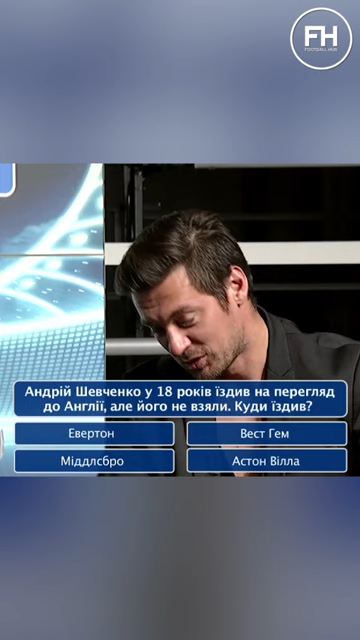 FH
FOOTBALL HUB
Андрій Шевченко у 18 років їздив на перегляд
до Англії, але його не взяли. Куди їздив?
Евертон
Вест Гем
Міддлсбро
Астон Вілла